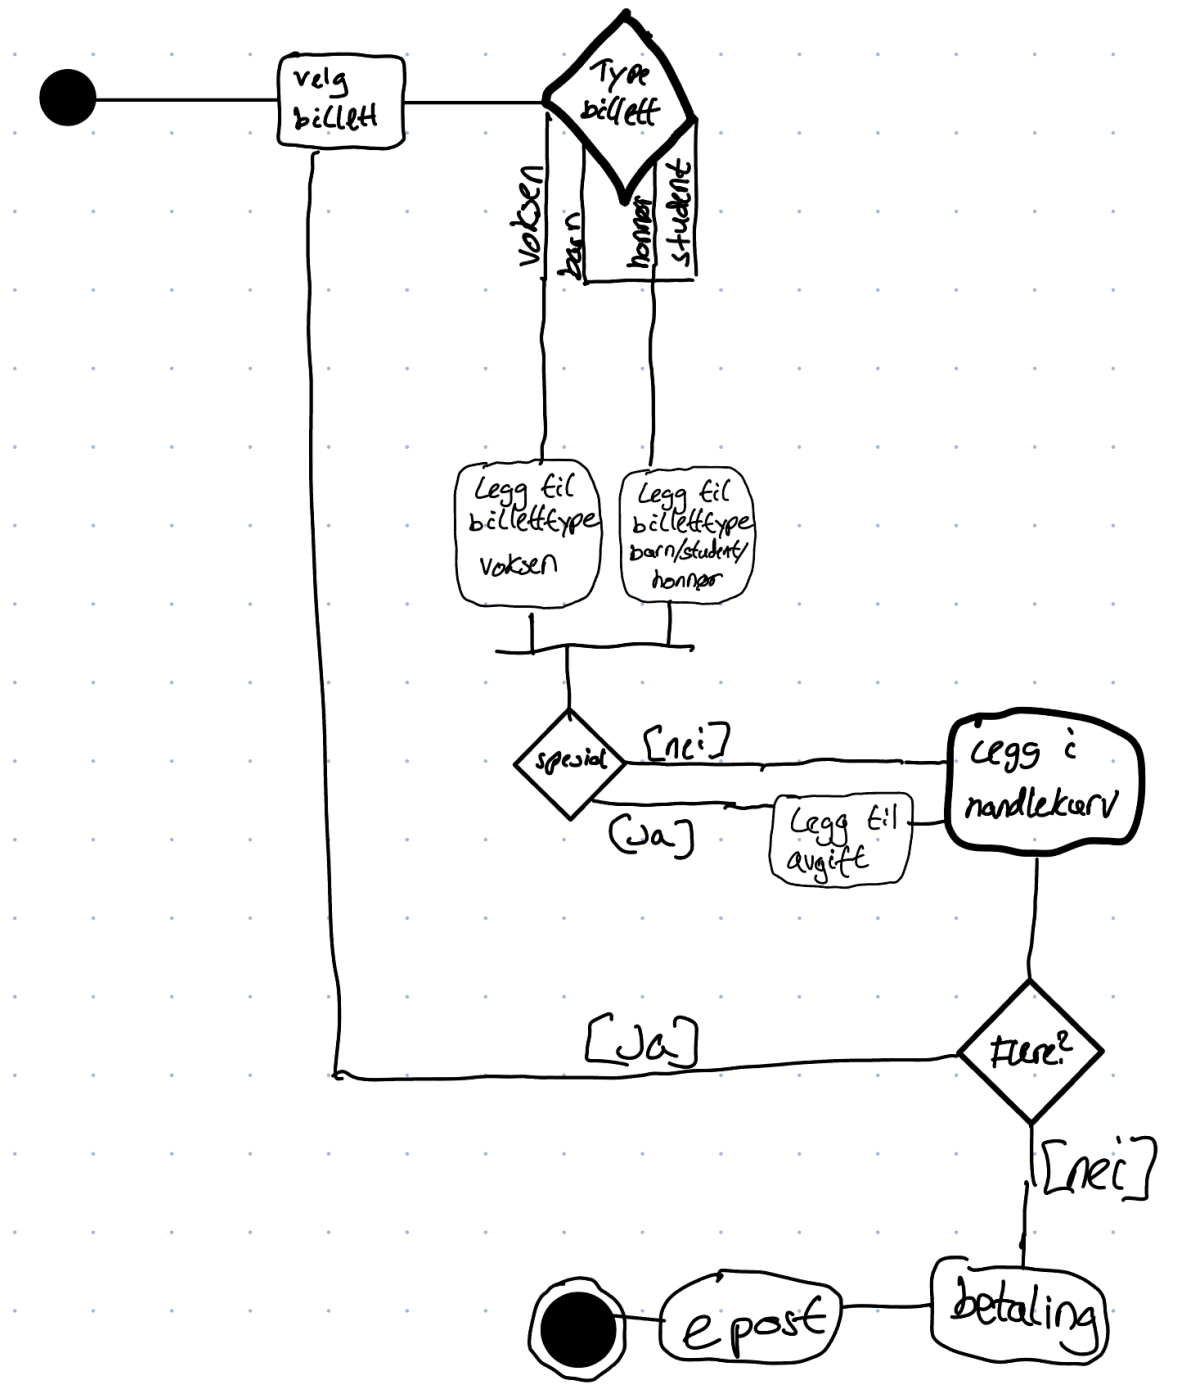 velg
billett
Type
billett
voksen
barn
honnør
student
Legg til
billettype
voksen
Legg til
billettype
barn/student/
honnør
spesial
[nei]
[Ja]
Legg til
avgift
Legg i
handlekurv
Flere?
[Ja]
[nei]
betaling
epost